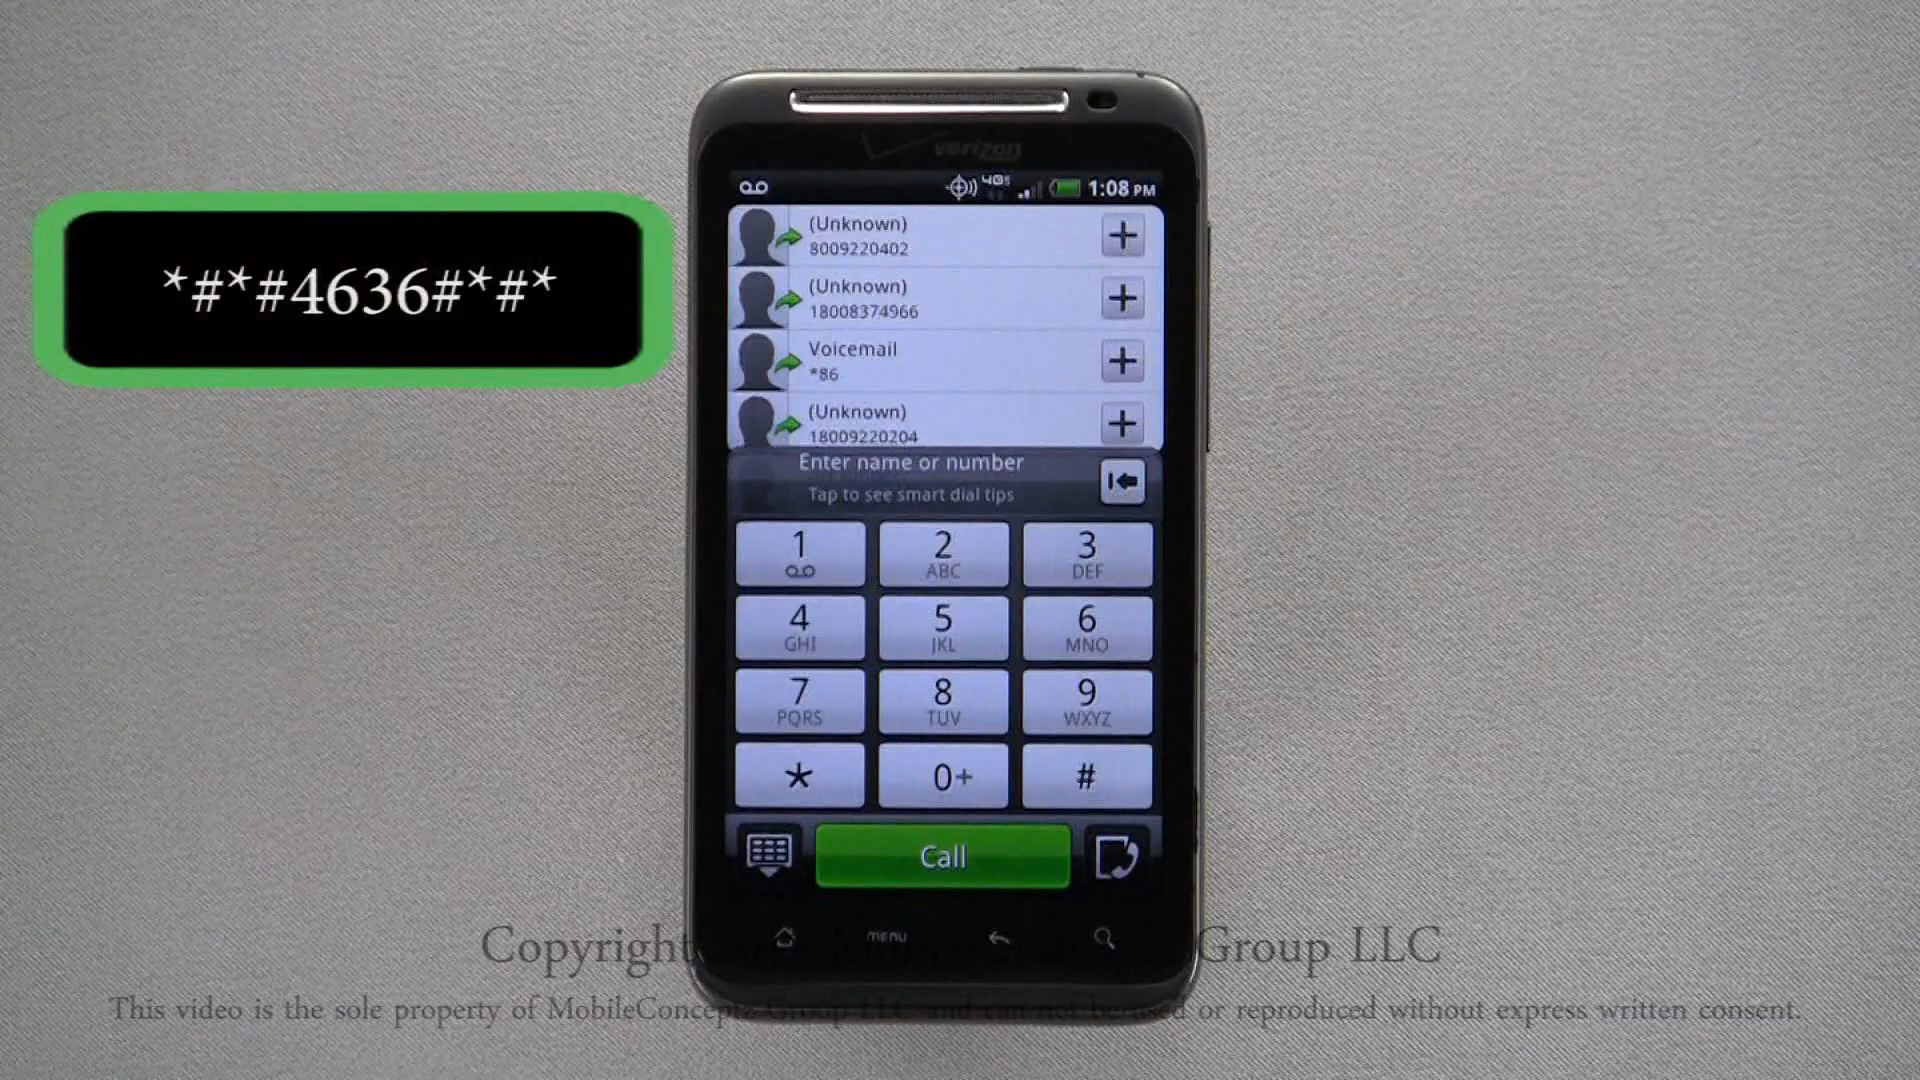 *#*#4636#*#*
verizon
4G
1:08 PM
(Unknown)
8009220402
+
(Unknown)
18008374966
+
Voicemail
*86
+
(Unknown)
18009220204
+
Enter name or number
Tap to see smart dial tips
1 2 3
ABC DEF
4 5 6
GHI JKL MNO
7 8 9
PQRS TUV WXYZ
* 0+ #
Call
menu
Copyright Group LLC
This video is the sole property of MobileConceptz Group LLC and can not be used or reproduced without express written consent.